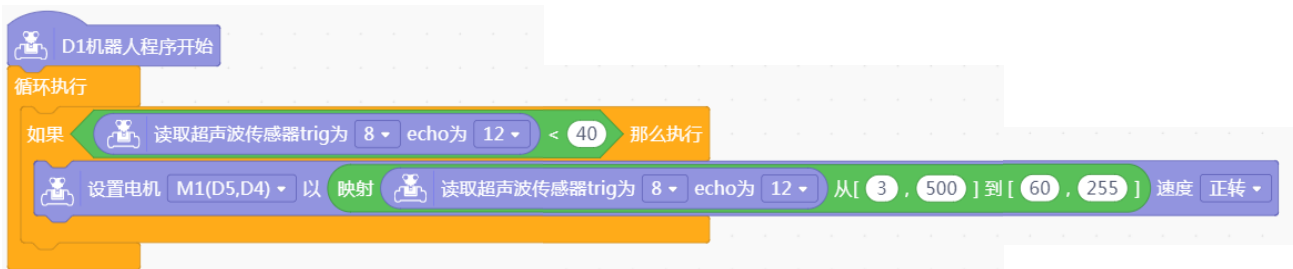 D1机器人程序开始
循环执行
如果 读取超声波传感器trig为 8 echo为 12 < 40 那么执行
设置电机 M1(D5,D4) 以 映射 读取超声波传感器trig为 8 echo为 12 从[ 3 , 500 ] 到 [ 60 , 255 ] 速度 正转